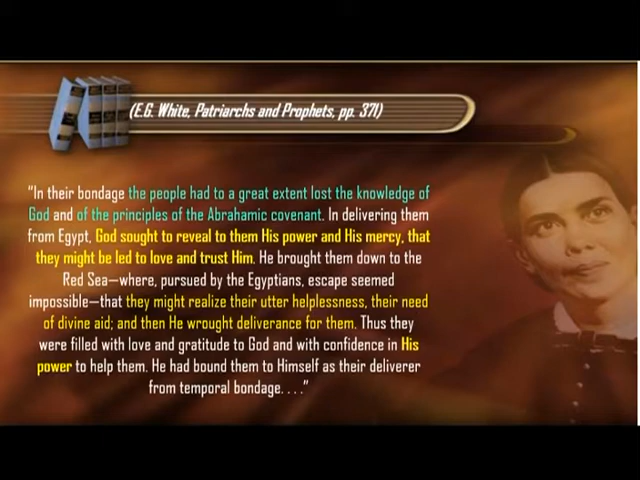 (E.G. White, Patriarchs and Prophets, pp. 371)
"In their bondage the people had to a great extent lost the knowledge of
God and of the principles of the Abrahamic covenant. In delivering them
from Egypt, God sought to reveal to them His power and His mercy, that
they might be led to love and trust Him. He brought them down to the
Red Sea—where, pursued by the Egyptians, escape seemed
impossible—that they might realize their utter helplessness, their need
of divine aid; and then He wrought deliverance for them. Thus they
were filled with love and gratitude to God and with confidence in His
power to help them. He had bound them to Himself as their deliverer
from temporal bondage. . . ."